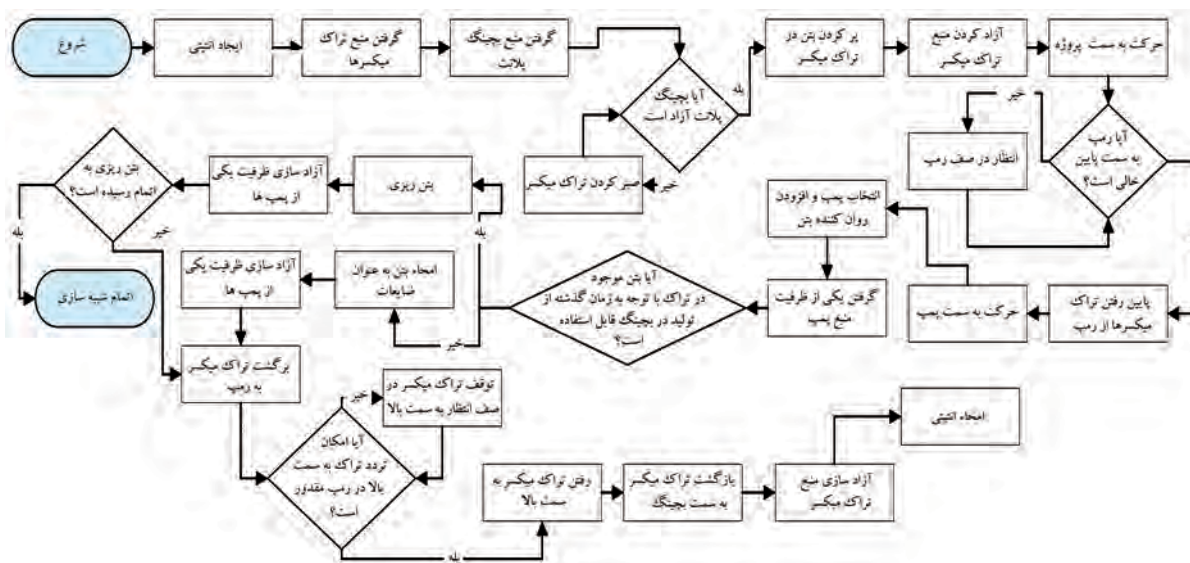 شروع
ایجاد انتیتی
گرفتن منبع تراک
میکسرها
گرفتن منبع بچینگ
پلانت
آیا بچینگ
پلانت آزاد است
بله
خیر
صبر کردن تراک میکسر
پر کردن بتن در
تراک میکسر
آزاد کردن منبع
تراک میکسر
حرکت به سمت پروژه
آیا رمپ
به سمت پایین
خالی است؟
خیر
انتظار در صف رمپ
پایین رفتن تراک
میکسرها از رمپ
حرکت به سمت پمپ
انتخاب پمپ و افزودن
روان کننده بتن
گرفتن یکی از ظرفیت
منبع پمپ
آیا بتن موجود
در تراک با توجه به زمان گذشته از
تولید در بچینگ قابل استفاده
است؟
بله
خیر
بتن ریزی
آزاد سازی ظرفیت یکی
از پمپ ها
بتن ریزی به
اتمام رسیده است؟
بله
خیر
اتمام شبیه سازی
امحاء بتن به عنوان
ضایعات
آزاد سازی ظرفیت یکی
از پمپ ها
برگشت تراک میکسر
به رمپ
آیا امکان
تردد تراک به سمت
بالا در رمپ مقدور
است؟
خیر
توقف تراک میکسر در
صف انتظار به سمت بالا
بله
رفتن تراک میکسر به
سمت بالا
بازگشت تراک میکسر
به سمت بچینگ
آزاد سازی منبع
تراک میکسر
امحاء انتیتی